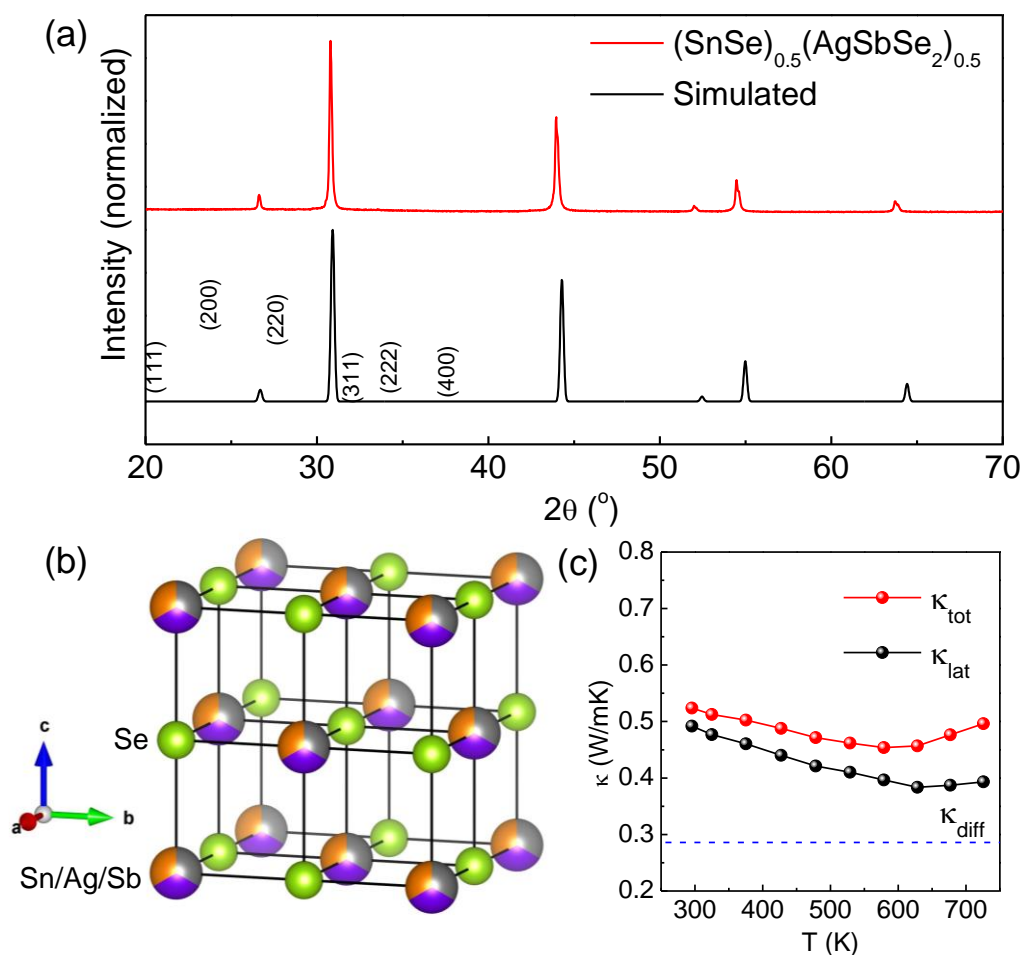 (a)
(SnSe)0.5(AgSbSe2)0.5
Simulated
Intensity (normalized)
(111)
(200)
(220)
(311)
(222)
(400)
20 30 40 50 60 70
2θ (°)
(b)
Se
Sn/Ag/Sb
c
a
b
(c)
κtot
κlat
κdiff
κ (W/mK)
0.8
0.7
0.6
0.5
0.4
0.3
0.2
300 400 500 600 700
T (K)